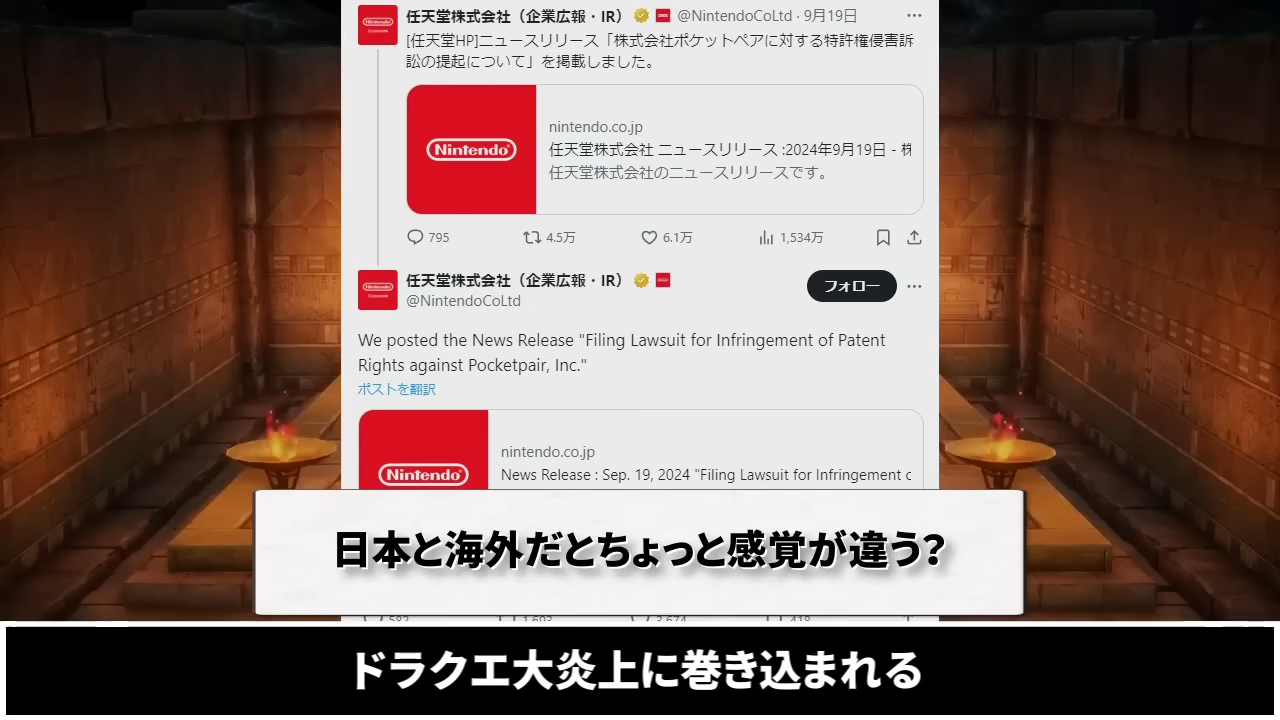 任天堂株式会社（企業広報・IR） @NintendoCoLtd · 9月19日
[任天堂HP]ニュースリリース「株式会社ポケットペアに対する特許権侵害訴
訟の提起について」を掲載しました。
Nintendo
nintendo.co.jp
任天堂株式会社 ニュースリリース :2024年9月19日 - 株
任天堂株式会社のニュースリリースです。
795 4.5万 6.1万 1,534万
任天堂株式会社（企業広報・IR）
@NintendoCoLtd
フォロー
We posted the News Release "Filing Lawsuit for Infringement of Patent
Rights against Pocketpair, Inc."
ポストを翻訳
Nintendo
nintendo.co.jp
News Release : Sep. 19, 2024 "Filing Lawsuit for Infringement o
日本と海外だとちょっと感覚が違う?
ドラクエ大炎上に巻き込まれる